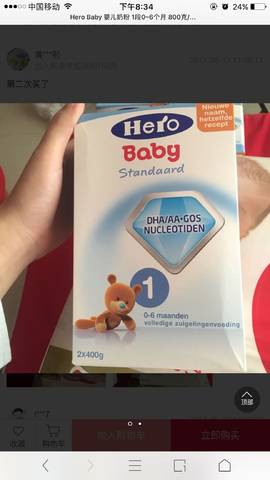 中国移动
下午8:34
24%
Hero Baby 婴儿奶粉 1段0~6个月 800克/...
第二次买了
Nieuwe
naam,
hetzelfde
recept
Hero
Baby
Standaard
DHA/AA•GOS
NUCLEOTIDEN
1
0-6 maanden
volledige zuigelingenvoeding
2x400g
顶部
收藏
购物车
加入购物车
立即购买